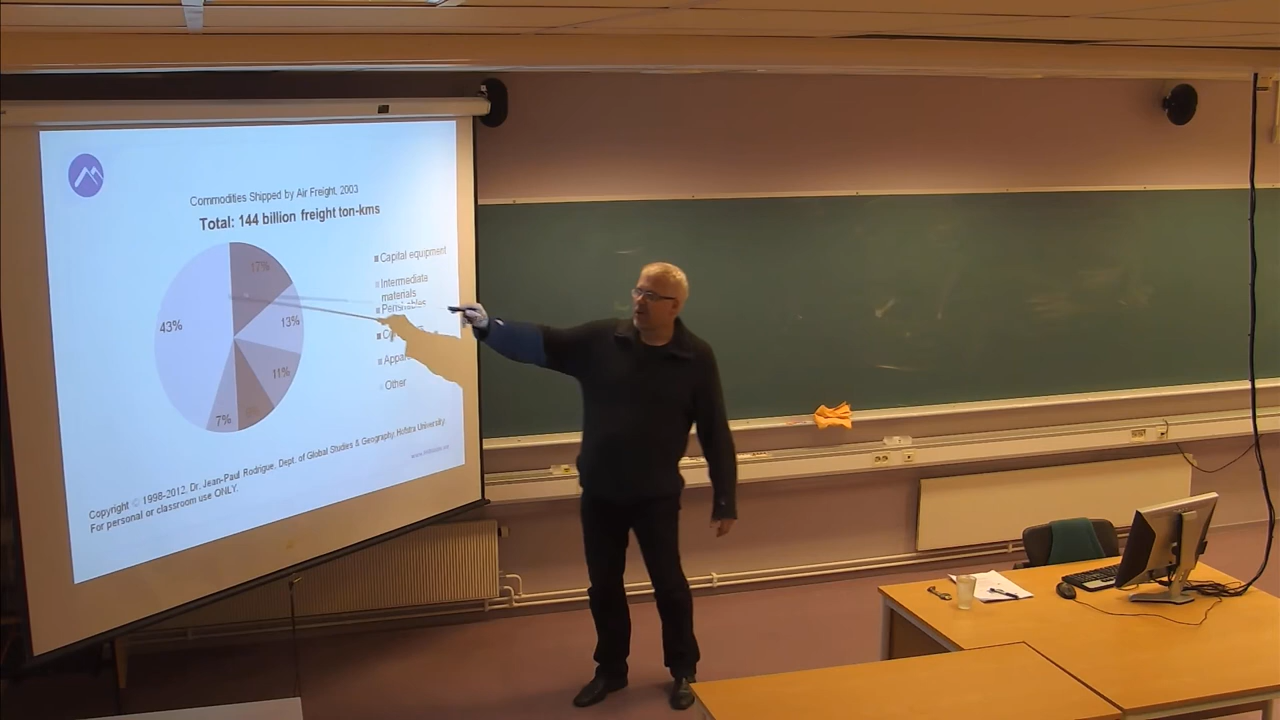 Commodities Shipped by Air Freight, 2003
Total: 144 billion freight ton-kms
17%
13%
11%
7%
43%
Capital equipment
Intermediate
materials
Perishables
Other
Copyright © 1998-2012, Dr. Jean-Paul Rodrigue, Dept. of Global Studies & Geography, Hofstra University.
For personal or classroom use ONLY.